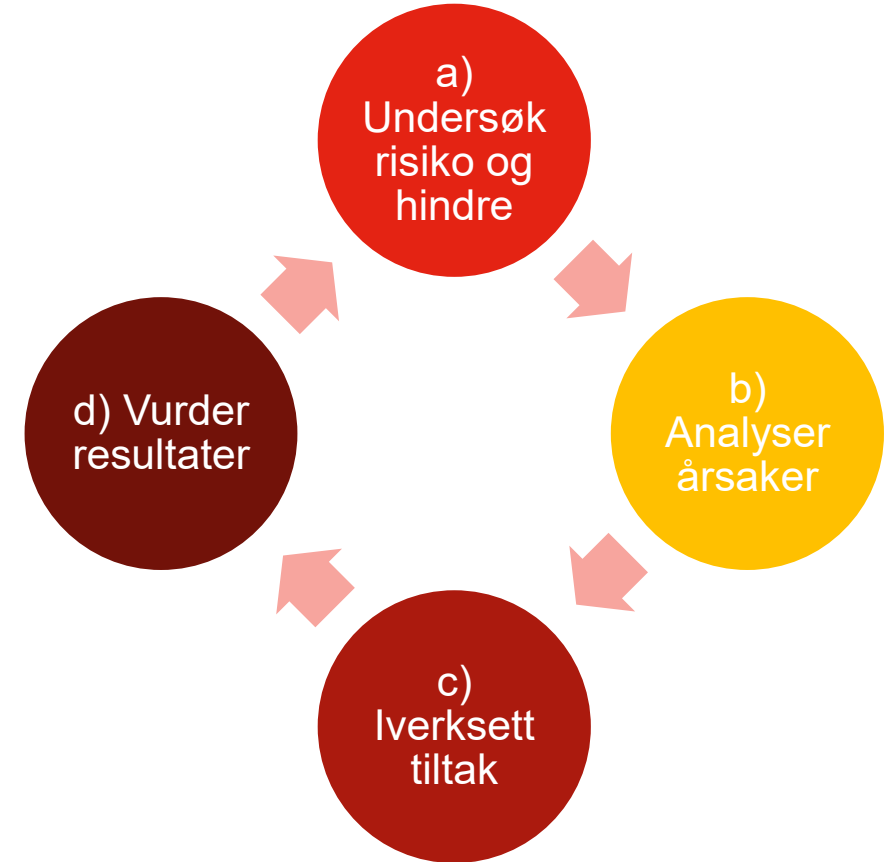 a)
Undersøk
risiko og
hindre
b)
Analyser
årsaker
c)
Iverksett
tiltak
d) Vurder
resultater